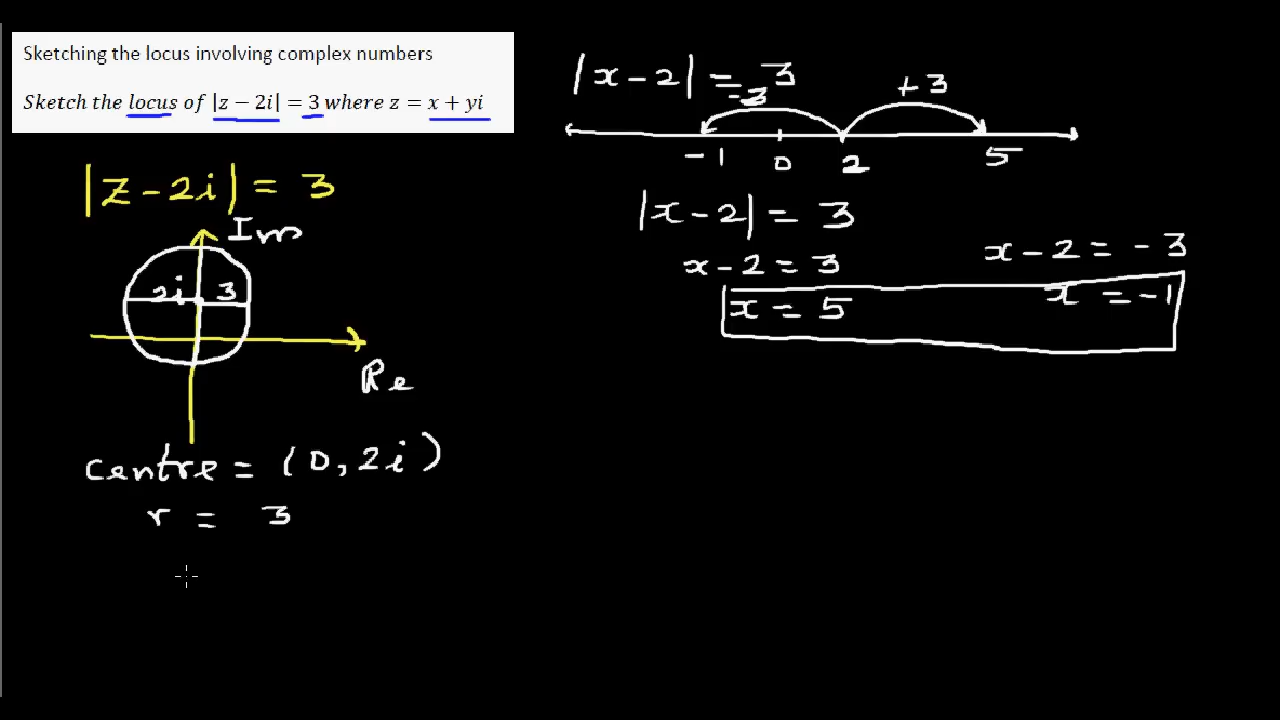 Sketching the locus involving complex numbers
Sketch the locus of |z − 2i| = 3 where z = x + yi
|z − 2i| = 3
Im
2i 3
Re
centre = (0, 2i)
r = 3
|x − 2| = 3
-3 +3
-1 0 2 5
|x − 2| = 3
x − 2 = 3 x − 2 = -3
x = 5 x = -1